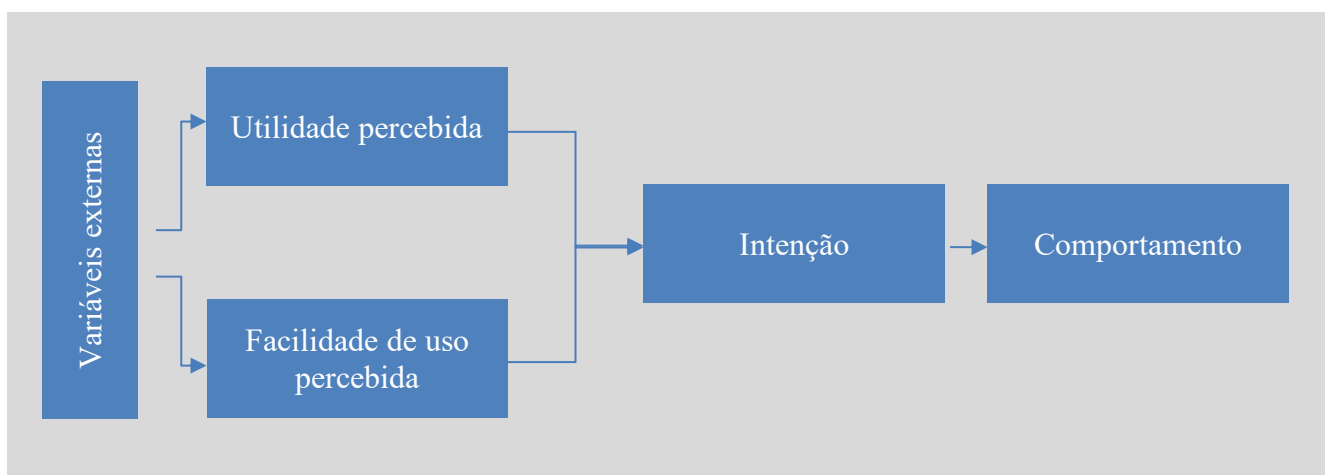 Variáveis externas
Utilidade percebida
Facilidade de uso
percebida
Intenção
Comportamento